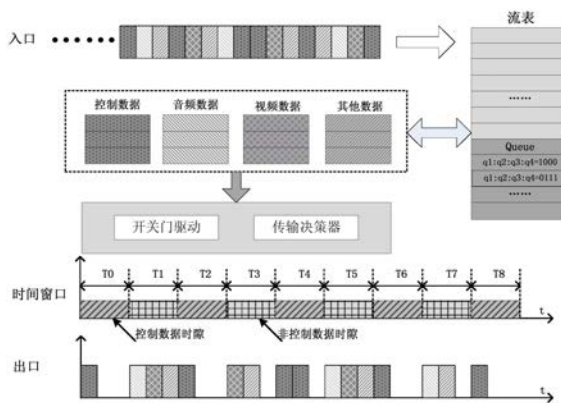 流表
入口
……
控制数据 音频数据 视频数据 其他数据
Queue
q1:q2:q3:q4=1000
q1:q2:q3:q4=0111
……
开关门驱动 传输决策器
T0 T1 T2 T3 T4 T5 T6 T7 T8
时间窗口
t
控制数据时隙 非控制数据时隙
出口
t